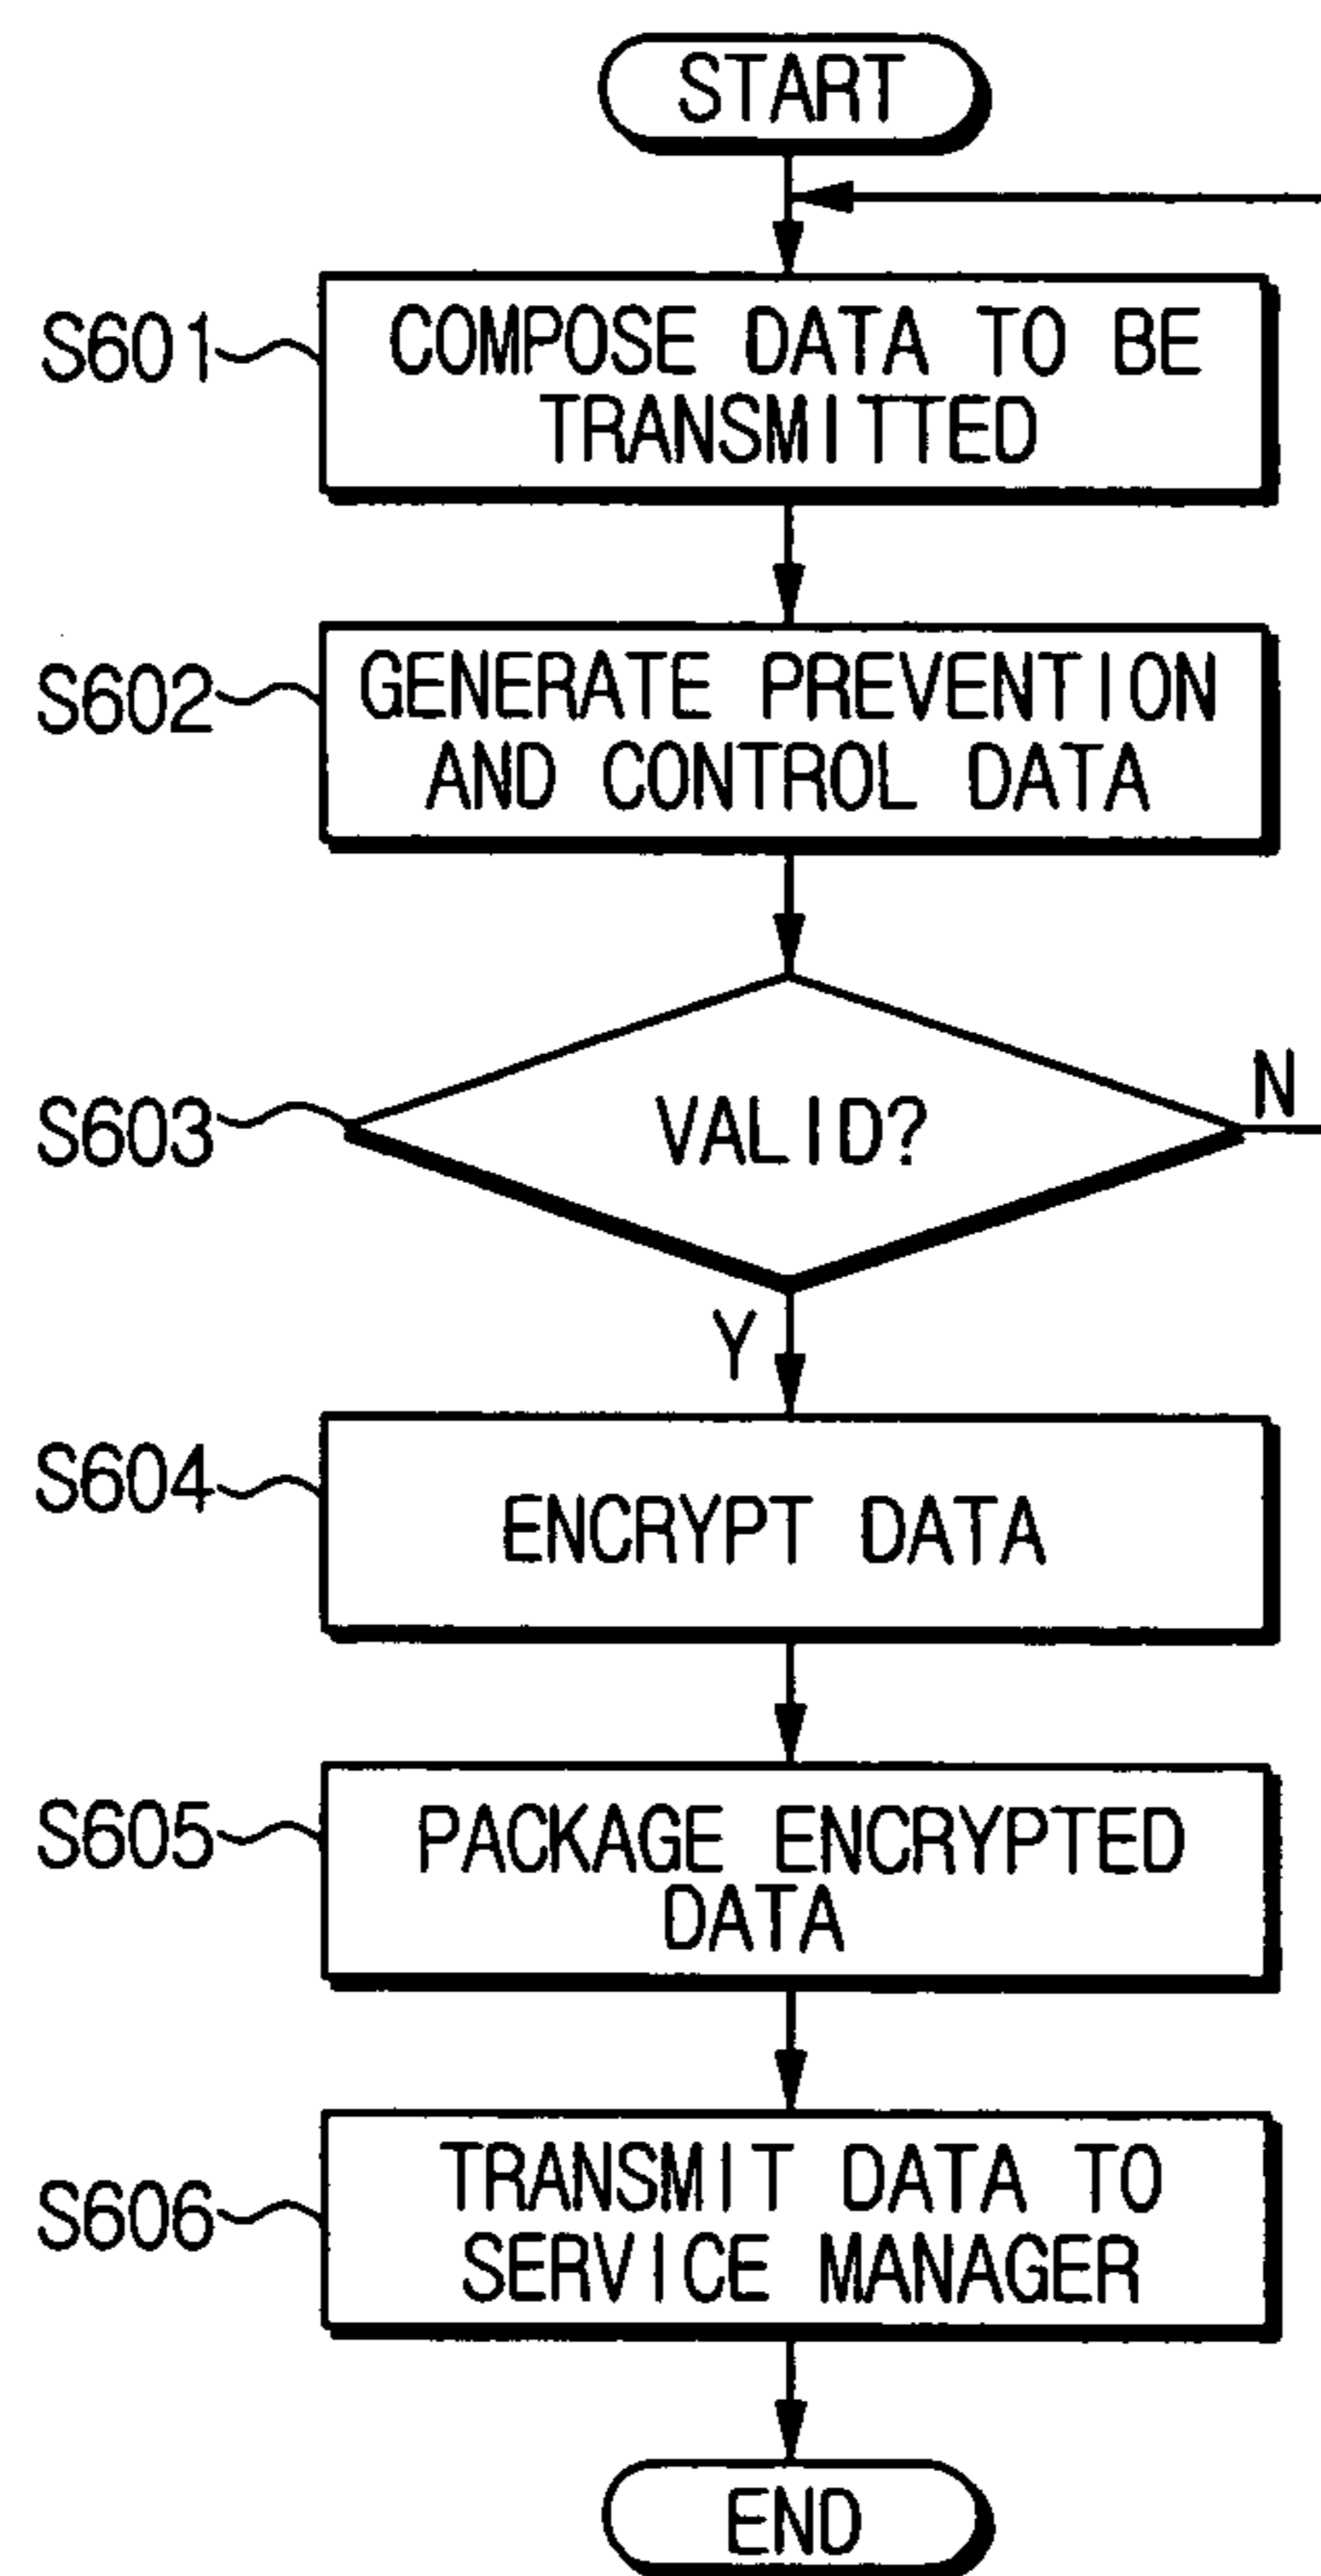 START
S601
COMPOSE DATA TO BE
TRANSMITTED
S602
GENERATE PREVENTION
AND CONTROL DATA
S603
VALID?
N
Y
S604
ENCRYPT DATA
S605
PACKAGE ENCRYPTED
DATA
S606
TRANSMIT DATA TO
SERVICE MANAGER
END